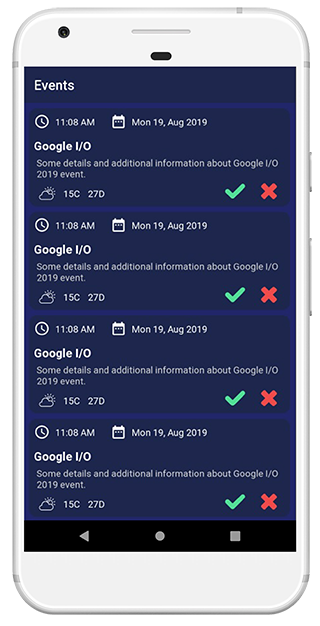 Events
11:08 AM Mon 19, Aug 2019
Google I/O
Some details and additional information about Google I/O
2019 event.
15C 27D
11:08 AM Mon 19, Aug 2019
Google I/O
Some details and additional information about Google I/O
2019 event.
15C 27D
11:08 AM Mon 19, Aug 2019
Google I/O
Some details and additional information about Google I/O
2019 event.
15C 27D
11:08 AM Mon 19, Aug 2019
Google I/O
Some details and additional information about Google I/O
2019 event.
15C 27D